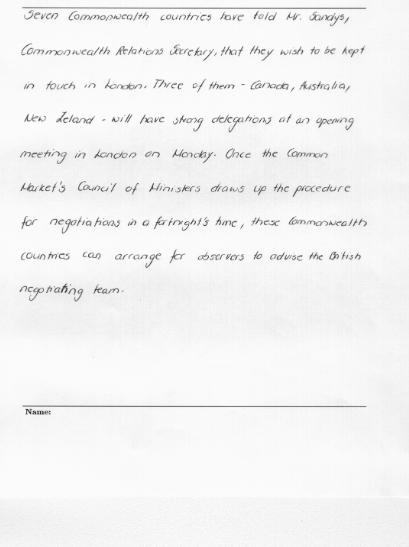 Seven Commonwealth countries have told Mr. Sandys,
Commonwealth Relations Secretary, that they wish to be kept
in touch in London. Three of them - Canada, Australia,
New Zeland - will have strong delegations at an opening
meeting in London on Monday. Once the Common
Market's Council of Ministers draws up the procedure
for negotiations in a fortnight's time, these Commonwealth
countries can arrange for observers to advise the British
negotiating team.
Name: